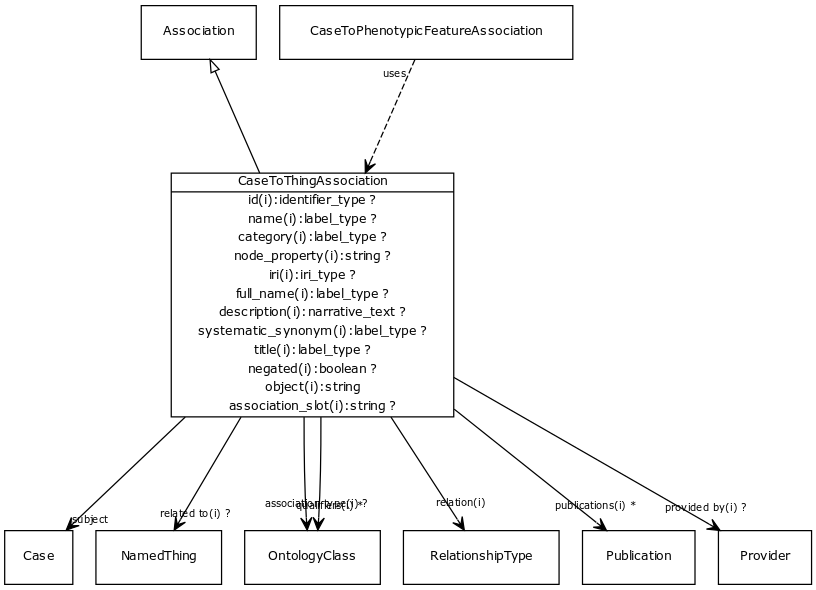 Association
CaseToPhenotypicFeatureAssociation
uses
CaseToThingAssociation
id(i):identifier_type ?
name(i):label_type ?
category(i):label_type ?
node_property(i):string ?
iri(i):iri_type ?
full_name(i):label_type ?
description(i):narrative_text ?
systematic_synonym(i):label_type ?
title(i):label_type ?
negated(i):boolean ?
object(i):string
association_slot(i):string ?
subject
related to(i) ?
association type(i) ?
qualifiers(i) *
relation(i)
publications(i) *
provided by(i) ?
Case
NamedThing
OntologyClass
RelationshipType
Publication
Provider